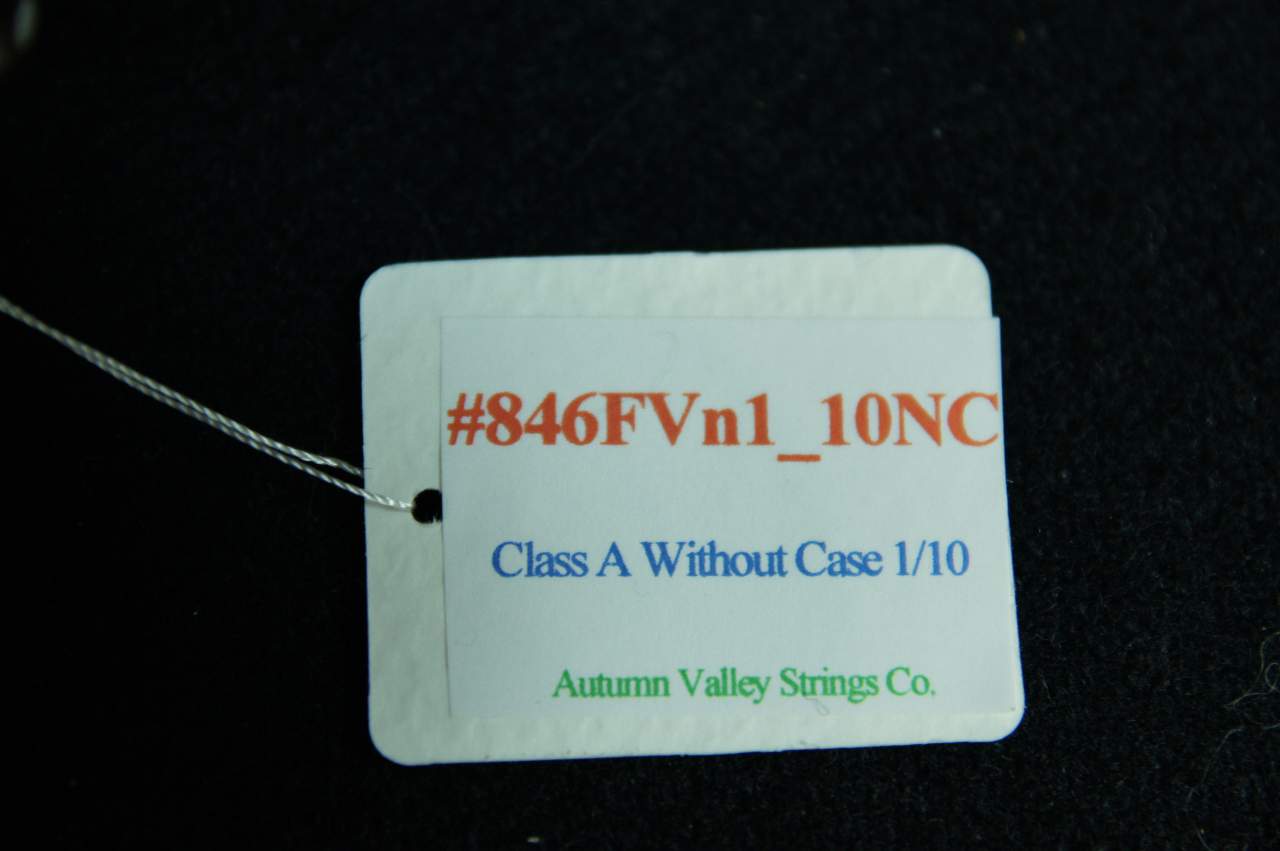 #846FVn1_10NC
Class A Without Case 1/10
Autumn Valley Strings Co.